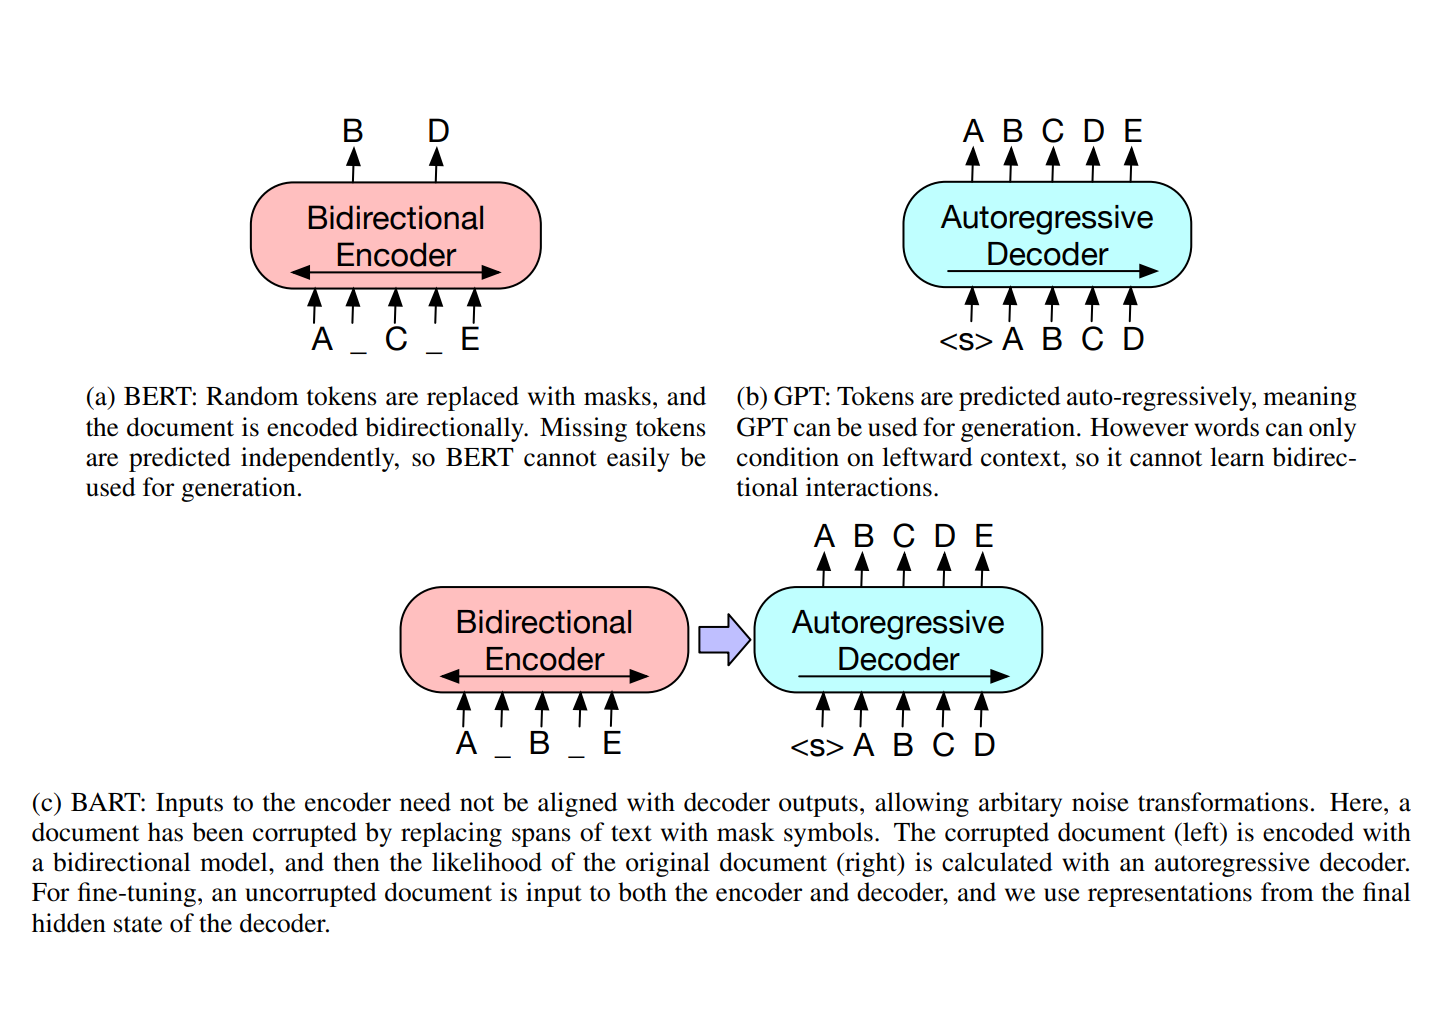 B D
Bidirectional
Encoder
A _ C _ E
(a) BERT: Random tokens are replaced with masks, and
the document is encoded bidirectionally. Missing tokens
are predicted independently, so BERT cannot easily be
used for generation.
A B C D E
Autoregressive
Decoder
<s> A B C D
(b) GPT: Tokens are predicted auto-regressively, meaning
GPT can be used for generation. However words can only
condition on leftward context, so it cannot learn bidirec-
tional interactions.
Bidirectional
Encoder
A _ B _ E
A B C D E
Autoregressive
Decoder
<s> A B C D
(c) BART: Inputs to the encoder need not be aligned with decoder outputs, allowing arbitary noise transformations. Here, a
document has been corrupted by replacing spans of text with mask symbols. The corrupted document (left) is encoded with
a bidirectional model, and then the likelihood of the original document (right) is calculated with an autoregressive decoder.
For fine-tuning, an uncorrupted document is input to both the encoder and decoder, and we use representations from the final
hidden state of the decoder.